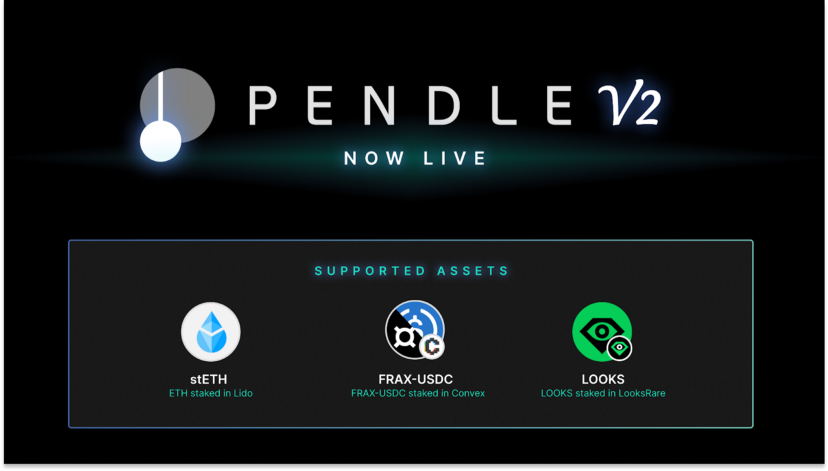 PENDLE V2
NOW LIVE
SUPPORTED ASSETS
stETH
ETH staked in Lido
FRAX-USDC
FRAX-USDC staked in Convex
LOOKS
LOOKS staked in LooksRare